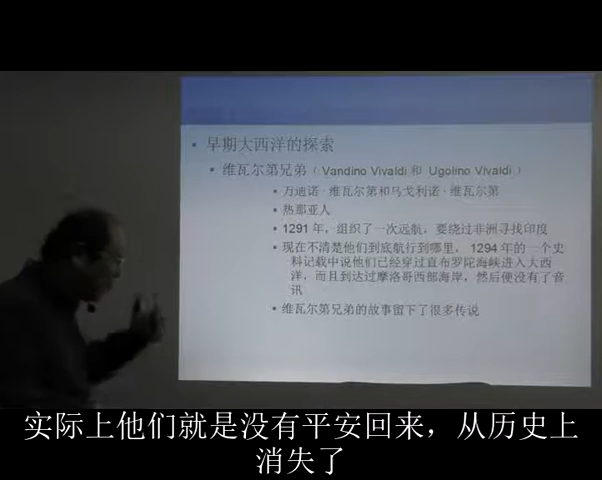 早期大西洋的探索
维瓦尔第兄弟（Vandino Vivaldi 和 Ugolino Vivaldi）
万迪诺·维瓦尔第和乌戈利诺·维瓦尔第
热那亚人
1291 年，组织了一次远航，要绕过非洲寻找印度
现在不清楚他们到底航行到哪里，1294 年的一个史
料记载中说他们已经穿过直布罗陀海峡进入大西
洋，而且到达过摩洛哥西部海岸，然后便没有了音
讯
维瓦尔第兄弟的故事留下了很多传说
实际上他们就是没有平安回来，从历史上
消失了